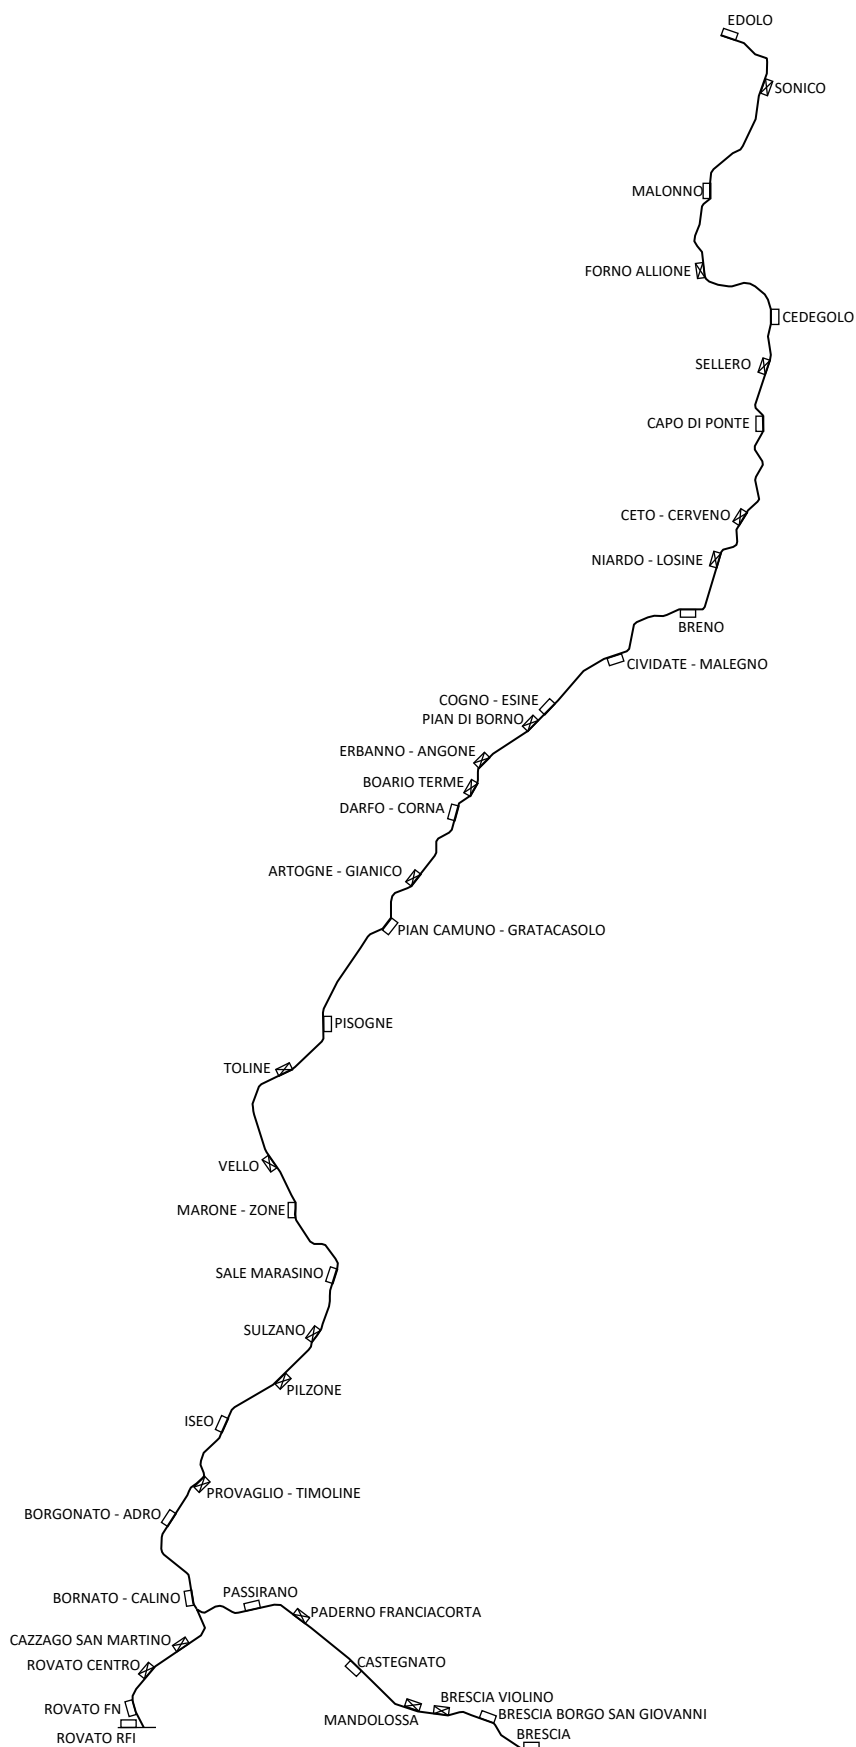 EDOLO
SONICO
MALONNO
FORNO ALLIONE
CEDEGOLO
SELLERO
CAPO DI PONTE
CETO - CERVENO
NIARDO - LOSINE
BRENO
CIVIDATE - MALEGNO
COGNO - ESINE
PIAN DI BORNO
ERBANNO - ANGONE
BOARIO TERME
DARFO - CORNA
ARTOGNE - GIANICO
PIAN CAMUNO - GRATACASOLO
PISOGNE
TOLINE
VELLO
MARONE - ZONE
SALE MARASINO
SULZANO
PILZONE
ISEO
PROVAGLIO - TIMOLINE
BORGONATO - ADRO
BORNATO - CALINO
PASSIRANO
PADERNO FRANCIACORTA
CAZZAGO SAN MARTINO
ROVATO CENTRO
CASTEGNATO
ROVATO FN
ROVATO RFI
MANDOLOSSA
BRESCIA VIOLINO
BRESCIA BORGO SAN GIOVANNI
BRESCIA